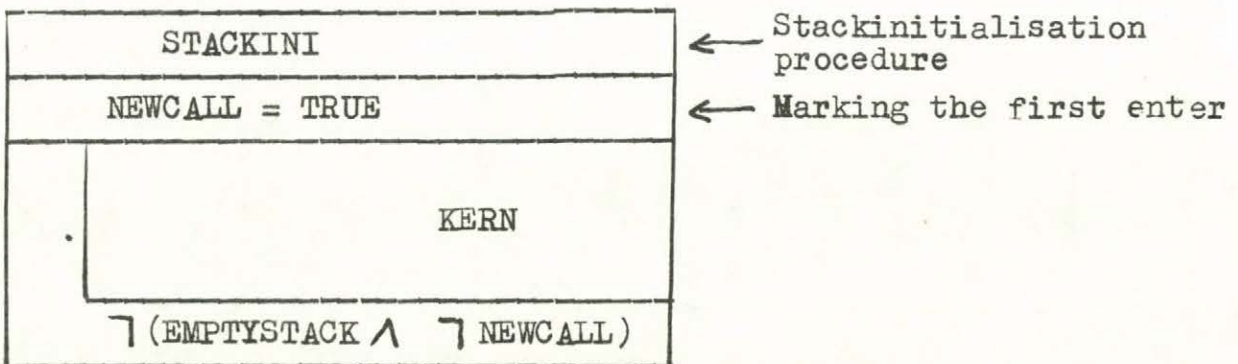 STACKINI
Stackinitialisation
procedure
NEWCALL = TRUE
Marking the first enter
KERN
¬(EMPTYSTACK ∧ ¬ NEWCALL)